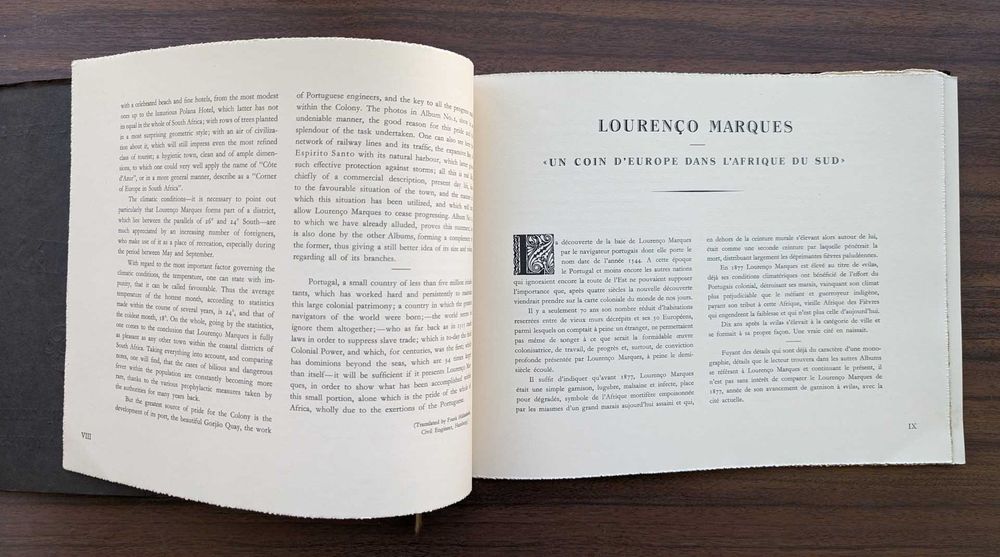 with a celebrated beach and fine hotels, from the most modest
ones up to the luxurious Polana Hotel, which latter has not
its equal in the whole of South Africa; with rows of trees planted
in a most surprising geometric style; with an air of civiliza-
tion about it, which will still impress even the most refined
class of tourist; a hygienic town, clean and of ample dimen-
sions, to which one could very well apply the name of "Côte
d'Azur", or in a more general manner, describe as a "Corner
of Europe in South Africa".
The climatic conditions—it is necessary to point out
particularly that Lourenço Marques forms part of a district,
which lies between the parallels of 26° and 24° South—are
much appreciated by an increasing number of foreigners,
who make use of it as a place of recreation, especially during
the period between May and September.
With regard to the most important factor governing the
climatic conditions, the temperature, one can state with im-
punity, that it can be called favourable. Thus the average
temperature of the hottest month, according to statistics
made within the course of several years, is 24°, and that of
the coldest month, 18°. On the whole, going by the statistics,
one comes to the conclusion that Lourenço Marques is fully
as pleasant as any other town within the coastal districts of
South Africa. Taking everything into account, and comparing
notes, one will find, that the cases of bilious and dangerous
fever within the population are constantly becoming more
rare, thanks to the various prophylactic measures taken by
the authorities for many years back.
But the greatest source of pride for the Colony is the
development of its port, the beautiful Gorjão Quay, the work
VIII
of Portuguese engineers, and the key to all the progress
within the Colony. The photos in Album No. 2, show
undeniable manner, the good reason for this pride
splendour of the task undertaken. One can also see
network of railway lines and its traffic, the expansive
Espirito Santo with its natural harbour, which latter
such effective protection against storms; all this is real
chiefly of a commercial description, present day life,
to the favourable situation of the town, and the manner
which this situation has been utilized, and which will
allow Lourenço Marques to cease progressing. Album No.
to which we have already alluded, proves this manner,
is also done by the other Albums, forming a complement
the former, thus giving a still better idea of its size and
regarding all of its branches.
Portugal, a small country of less than five million
tants, which has worked hard and persistently to
this large colonial patrimony; a country in which the
navigators of the world were born;—the world seems
ignore them altogether;—who as far back as in
laws in order to suppress slave trade; which is to-day the
Colonial Power, and which, for centuries, was the first;
has dominions beyond the seas, which are 54 times
than itself—it will be sufficient if it presents Lourenço Mar-
ques, in order to show what has been accomplished
this small portion, alone which is the pride of the whole
Africa, wholly due to the exertions of the Portuguese
(Translated by Frank
Civil Engineer,
LOURENÇO MARQUES
«UN COIN D'EUROPE DANS L'AFRIQUE DU SUD»
La découverte de la baie de Lourenço Marques
par le navigateur portugais dont elle porte le
nom date de l'année 1544. A cette époque
le Portugal et moins encore les autres nations
qui ignoraient encore la route de l'Est ne pouvaient supposer
l'importance que, après quatre siècles la nouvelle découverte
viendrait prendre sur la carte coloniale du monde de nos jours.
Il y a seulement 70 ans son nombre réduit d'habitations
resserrées entre de vieux murs décrépits et ses 50 Européens,
parmi lesquels on comptait à peine un étranger, ne permettaient
pas même de songer à ce que serait la formidable œuvre
colonisatrice, de travail, de progrès et, surtout, de conviction
profonde présentée par Lourenço Marques, à peine le demi-
siècle écoulé.
Il suffit d'indiquer qu'avant 1877, Lourenço Marques
était une simple garnison, lugubre, malsaine et infecte, place
pour dégradés, symbole de l'Afrique mortifère empoisonnée
par les miasmes d'un grand marais aujourd'hui assaini et qui,
en dehors de la ceinture murale s'élevant alors autour de lui,
était comme une seconde ceinture par laquelle pénétrait la
mort, distribuant largement les déprimantes fièvres paludéennes.
En 1877 Lourenço Marques est élevé au titre de «vila»,
déjà ses conditions climatériques ont bénéficié de l'effort du
Portugais colonial, détruisant ses marais, vainquant son climat
plus préjudiciable que le métiare et guerroyeur indigène,
payant son tribut à cette Afrique, vieille Afrique des Fièvres
qui engendrent la faiblesse et qui n'est plus celle d'aujourd'hui.
Dix ans après la «vila» s'élevait à la catégorie de ville et
se formait à sa propre façon. Une vraie cité en naissait.
Fuyant des détails qui sont déjà du caractère d'une mono-
graphie, détails que le lecteur trouvera dans les autres Albums
se référant à Lourenço Marques et continuant le présent, il
n'est pas sans intérêt de comparer le Lourenço Marques de
1877, année de son avancement de garnison à «vila», avec sa
cité actuelle.
IX